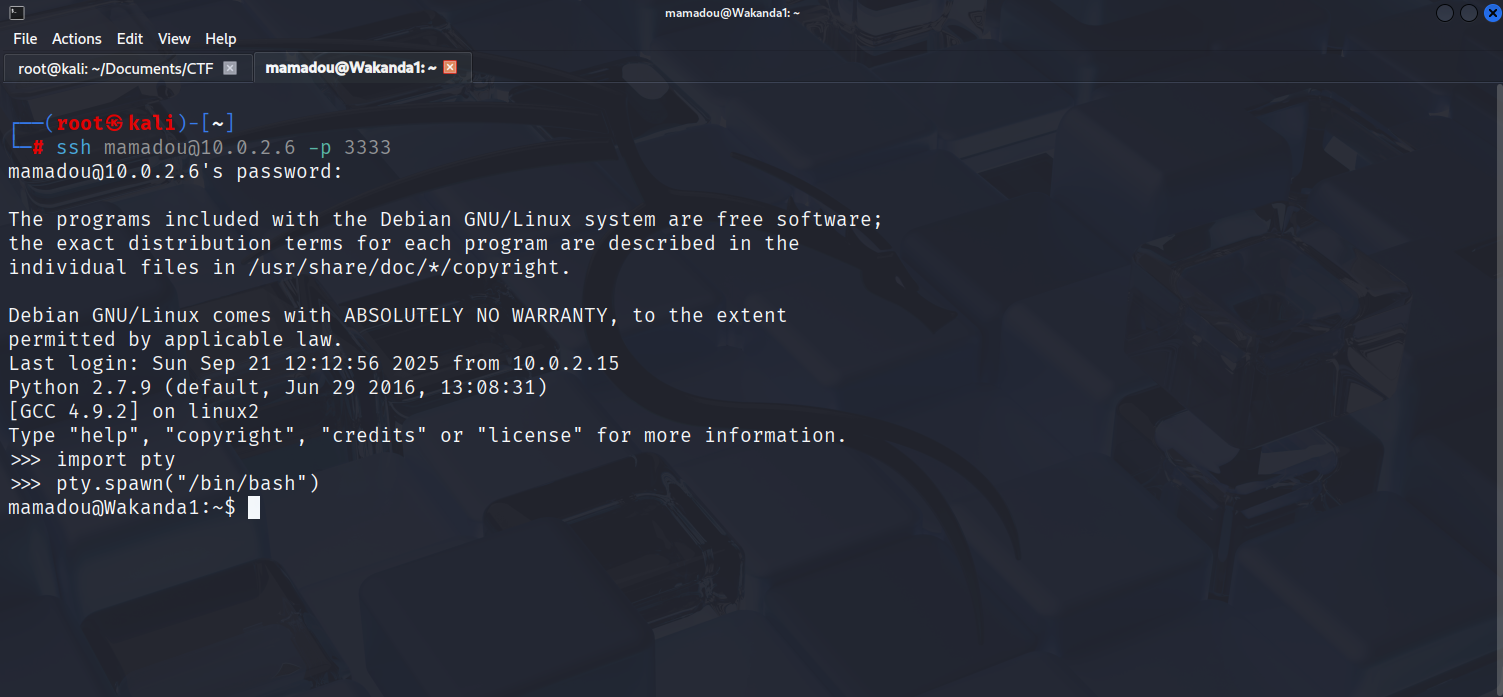 mamadou@Wakanda1: ~
File Actions Edit View Help
root@kali: ~/Documents/CTF mamadou@Wakanda1: ~
┌──(root㉿kali)-[~]
└─# ssh mamadou@10.0.2.6 -p 3333
mamadou@10.0.2.6's password:
The programs included with the Debian GNU/Linux system are free software;
the exact distribution terms for each program are described in the
individual files in /usr/share/doc/*/copyright.
Debian GNU/Linux comes with ABSOLUTELY NO WARRANTY, to the extent
permitted by applicable law.
Last login: Sun Sep 21 12:12:56 2025 from 10.0.2.15
Python 2.7.9 (default, Jun 29 2016, 13:08:31)
[GCC 4.9.2] on linux2
Type "help", "copyright", "credits" or "license" for more information.
>>> import pty
>>> pty.spawn("/bin/bash")
mamadou@Wakanda1:~$